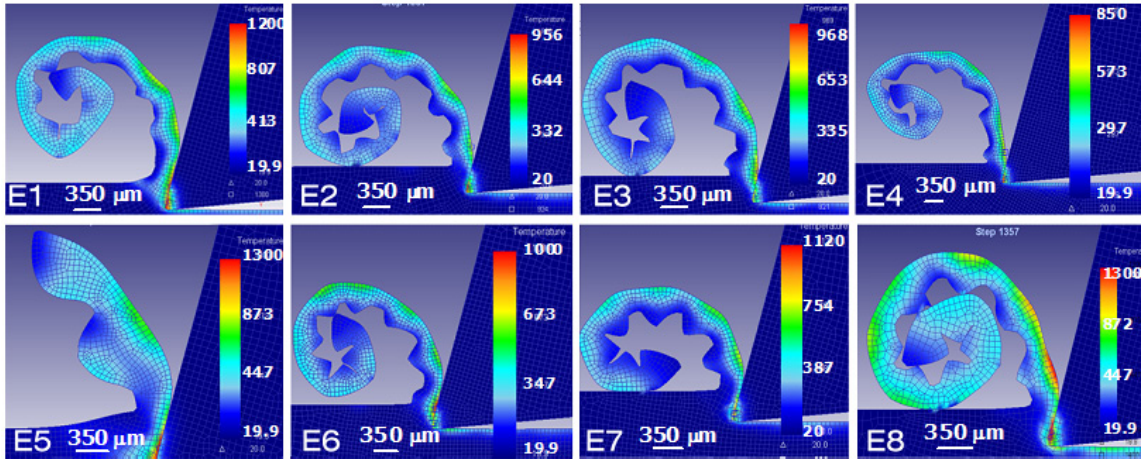 Temperature
1200
807
413
19.9
E1 350 µm
Step 1357
Temperature
956
644
332
20
E2 350 µm
Temperature
968
653
335
20
E3 350 µm
850
573
297
19.9
E4 350 µm
Temperature
1300
873
447
19.9
E5 350 µm
Temperature
1000
673
347
19.9
E6 350 µm
Temperature
1120
754
387
20
E7 350 µm
Step 1357
Temperature
1300
872
447
19.9
E8 350 µm